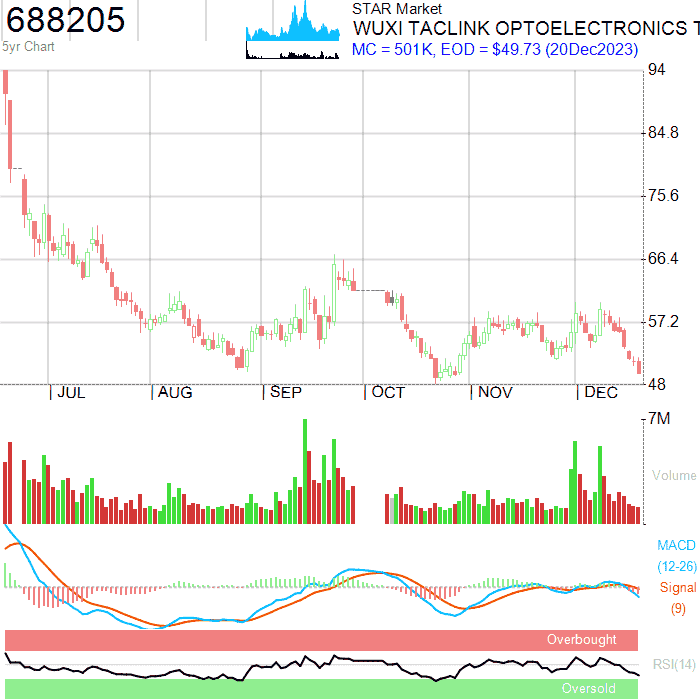 688205
5yr Chart
STAR Market
WUXI TACLINK OPTOELECTRONICS T
MC = 501K, EOD = $49.73 (20Dec2023)
94
84.8
75.6
66.4
57.2
48
JUL AUG SEP OCT NOV DEC
7M
Volume
MACD
(12-26)
Signal
(9)
Overbought
RSI(14)
Oversold